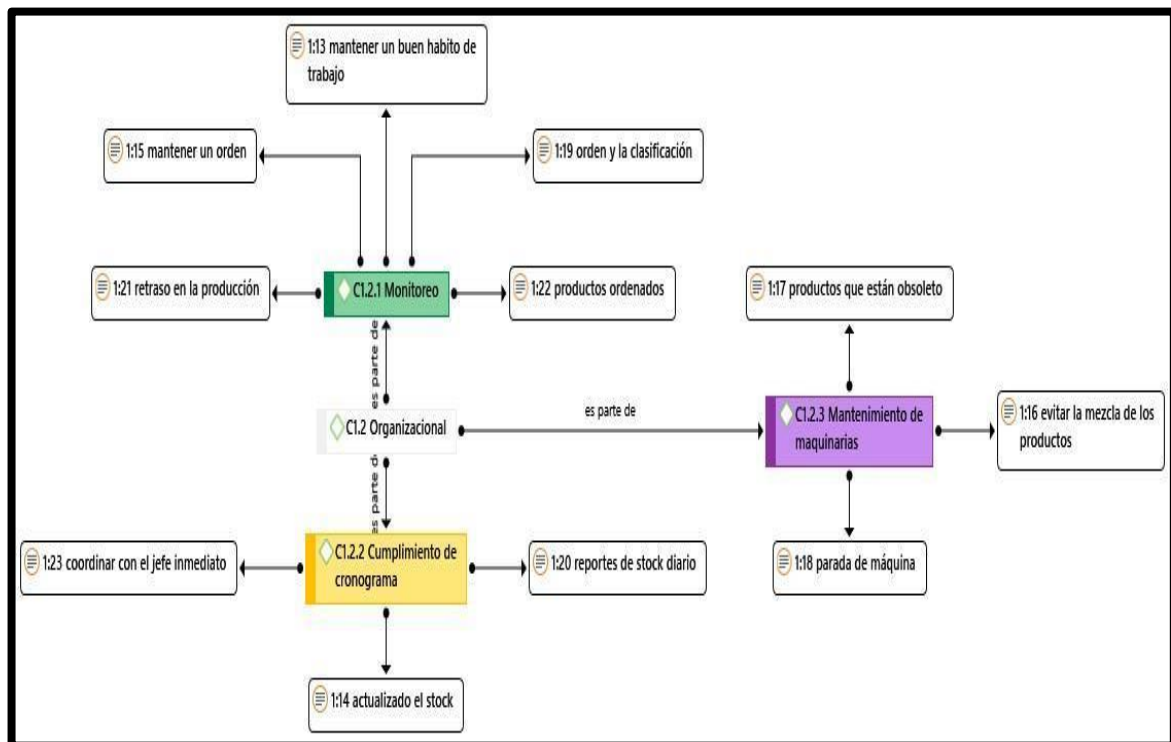 1:13 mantener un buen habito de
trabajo
1:15 mantener un orden
1:19 orden y la clasificación
1:21 retraso en la producción
C1.2.1 Monitoreo
1:22 productos ordenados
1:17 productos que están obsoleto
es parte de
C1.2 Organizacional
es parte de
C1.2.3 Mantenimiento de
maquinarias
1:16 evitar la mezcla de los
productos
es parte de
1:23 coordinar con el jefe inmediato
C1.2.2 Cumplimiento de
cronograma
1:20 reportes de stock diario
1:18 parada de máquina
1:14 actualizado el stock